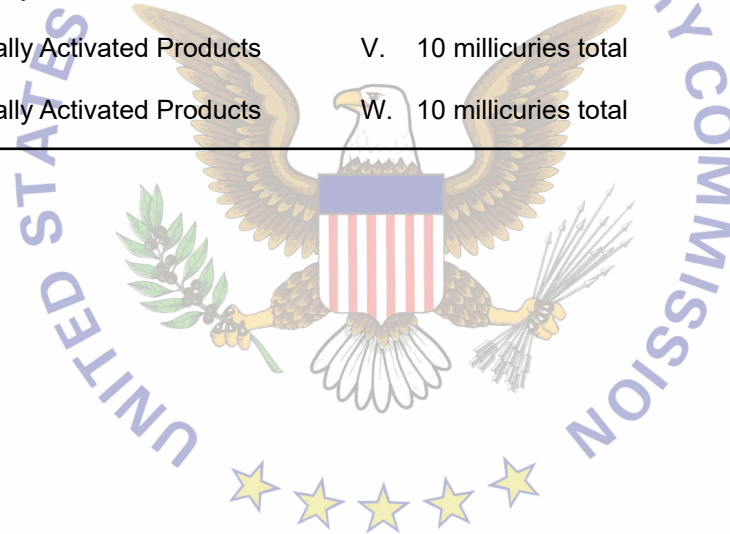 ally Activated Products V. 10 millicuries total
ally Activated Products W. 10 millicuries total
UNITED STATES
Y COMMISSION